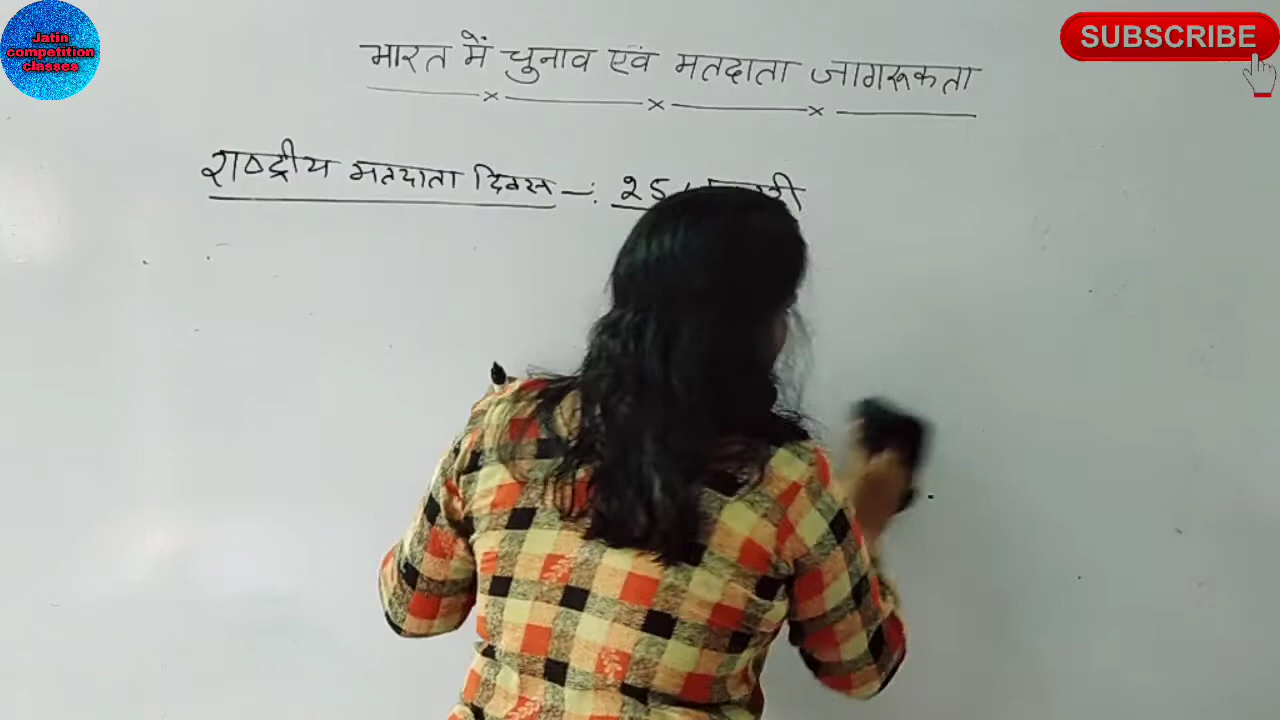 Jatin
competition
classes
SUBSCRIBE
भारत में चुनाव एवं मतदाता जागरूकता
राष्ट्रीय मतदाता दिवस -: 25